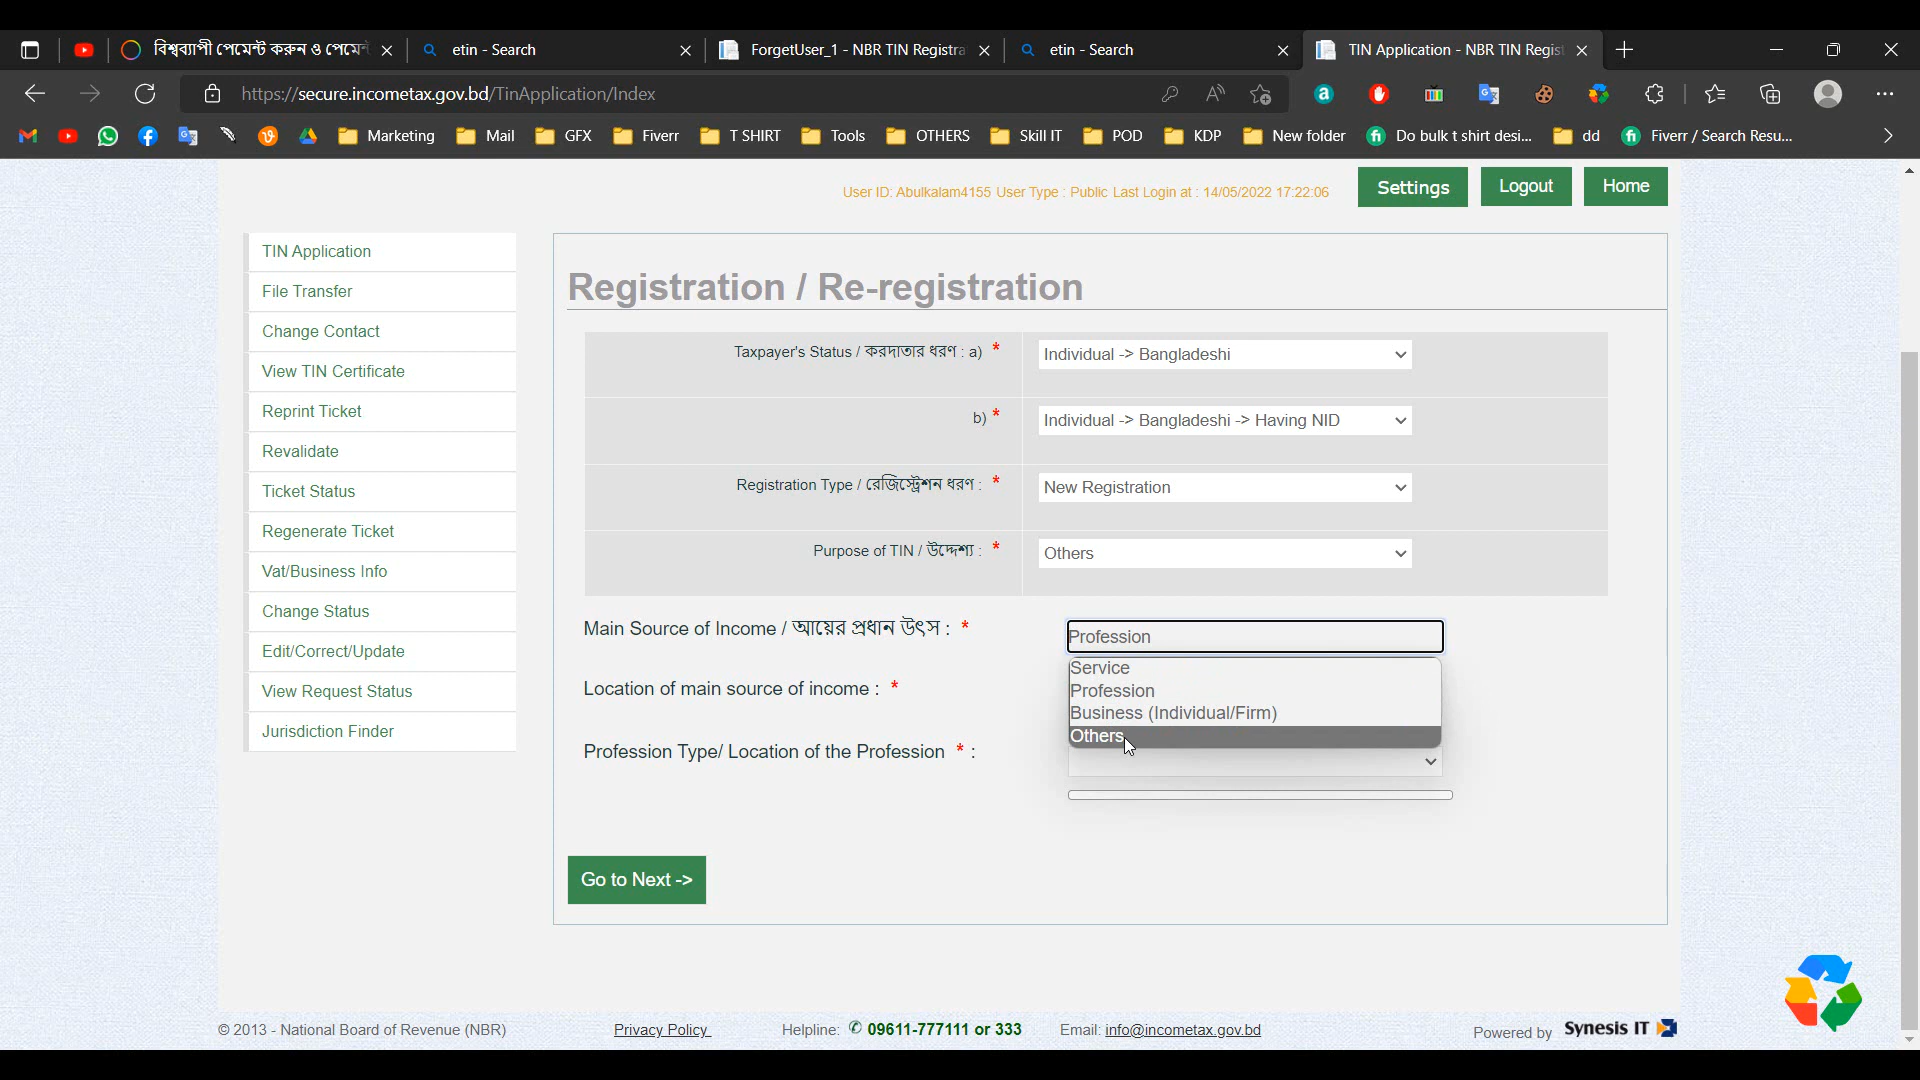 বিশ্বব্যাপী পেমেন্ট করুন ও পেমেন্ট
etin - Search
ForgetUser_1 - NBR TIN Registra
etin - Search
TIN Application - NBR TIN Regist
https://secure.incometax.gov.bd/TinApplication/Index
Marketing
Mail
GFX
Fiverr
T SHIRT
Tools
OTHERS
Skill IT
POD
KDP
New folder
Do bulk t shirt desi...
dd
Fiverr / Search Resu...
User ID: Abulkalam4155 User Type : Public Last Login at : 14/05/2022 17:22:06
Settings
Logout
Home
TIN Application
File Transfer
Change Contact
View TIN Certificate
Reprint Ticket
Revalidate
Ticket Status
Regenerate Ticket
Vat/Business Info
Change Status
Edit/Correct/Update
View Request Status
Jurisdiction Finder
Registration / Re-registration
Taxpayer's Status / করদাতার ধরণ : a) *
Individual -> Bangladeshi
b) *
Individual -> Bangladeshi -> Having NID
Registration Type / রেজিস্ট্রেশন ধরণ : *
New Registration
Purpose of TIN / উদ্দেশ্য : *
Others
Main Source of Income / আয়ের প্রধান উৎস : *
Profession
Service
Profession
Business (Individual/Firm)
Others
Location of main source of income : *
Profession Type/ Location of the Profession * :
Go to Next ->
© 2013 - National Board of Revenue (NBR)
Privacy Policy
Helpline: ✆ 09611-777111 or 333
Email: info@incometax.gov.bd
Powered by Synesis IT